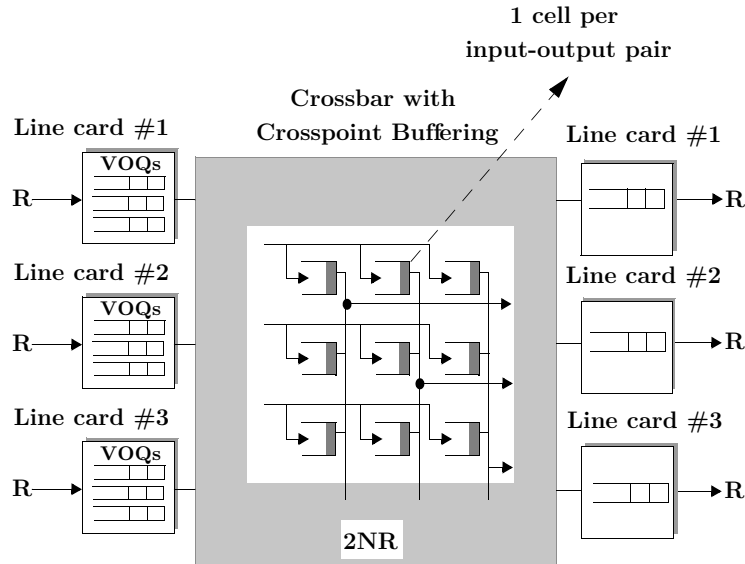 1 cell per
input-output pair
Crossbar with
Crosspoint Buffering
Line card #1
VOQs
R
Line card #2
VOQs
R
Line card #3
VOQs
R
2NR
Line card #1
R
Line card #2
R
Line card #3
R